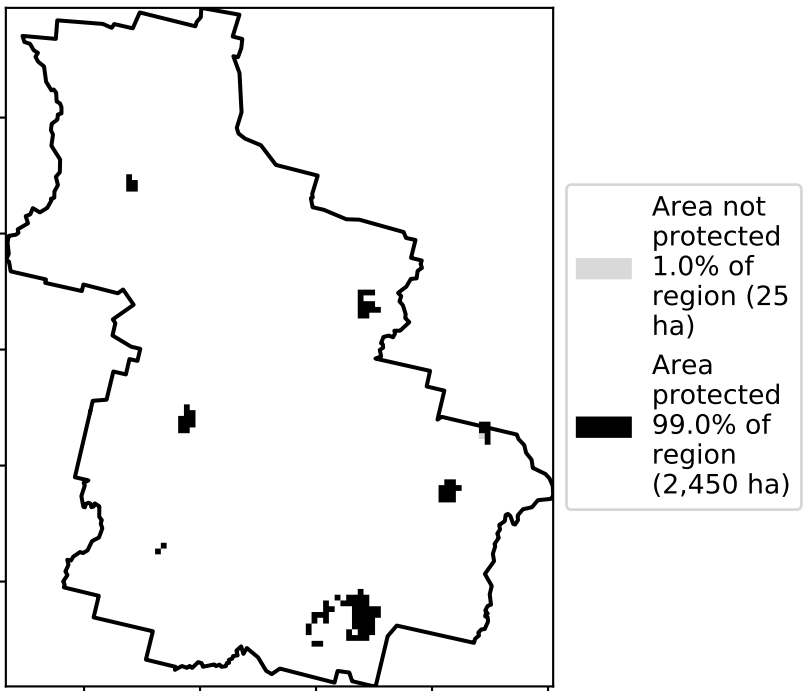 Area not
protected
1.0% of
region (25
ha)
Area
protected
99.0% of
region
(2,450 ha)